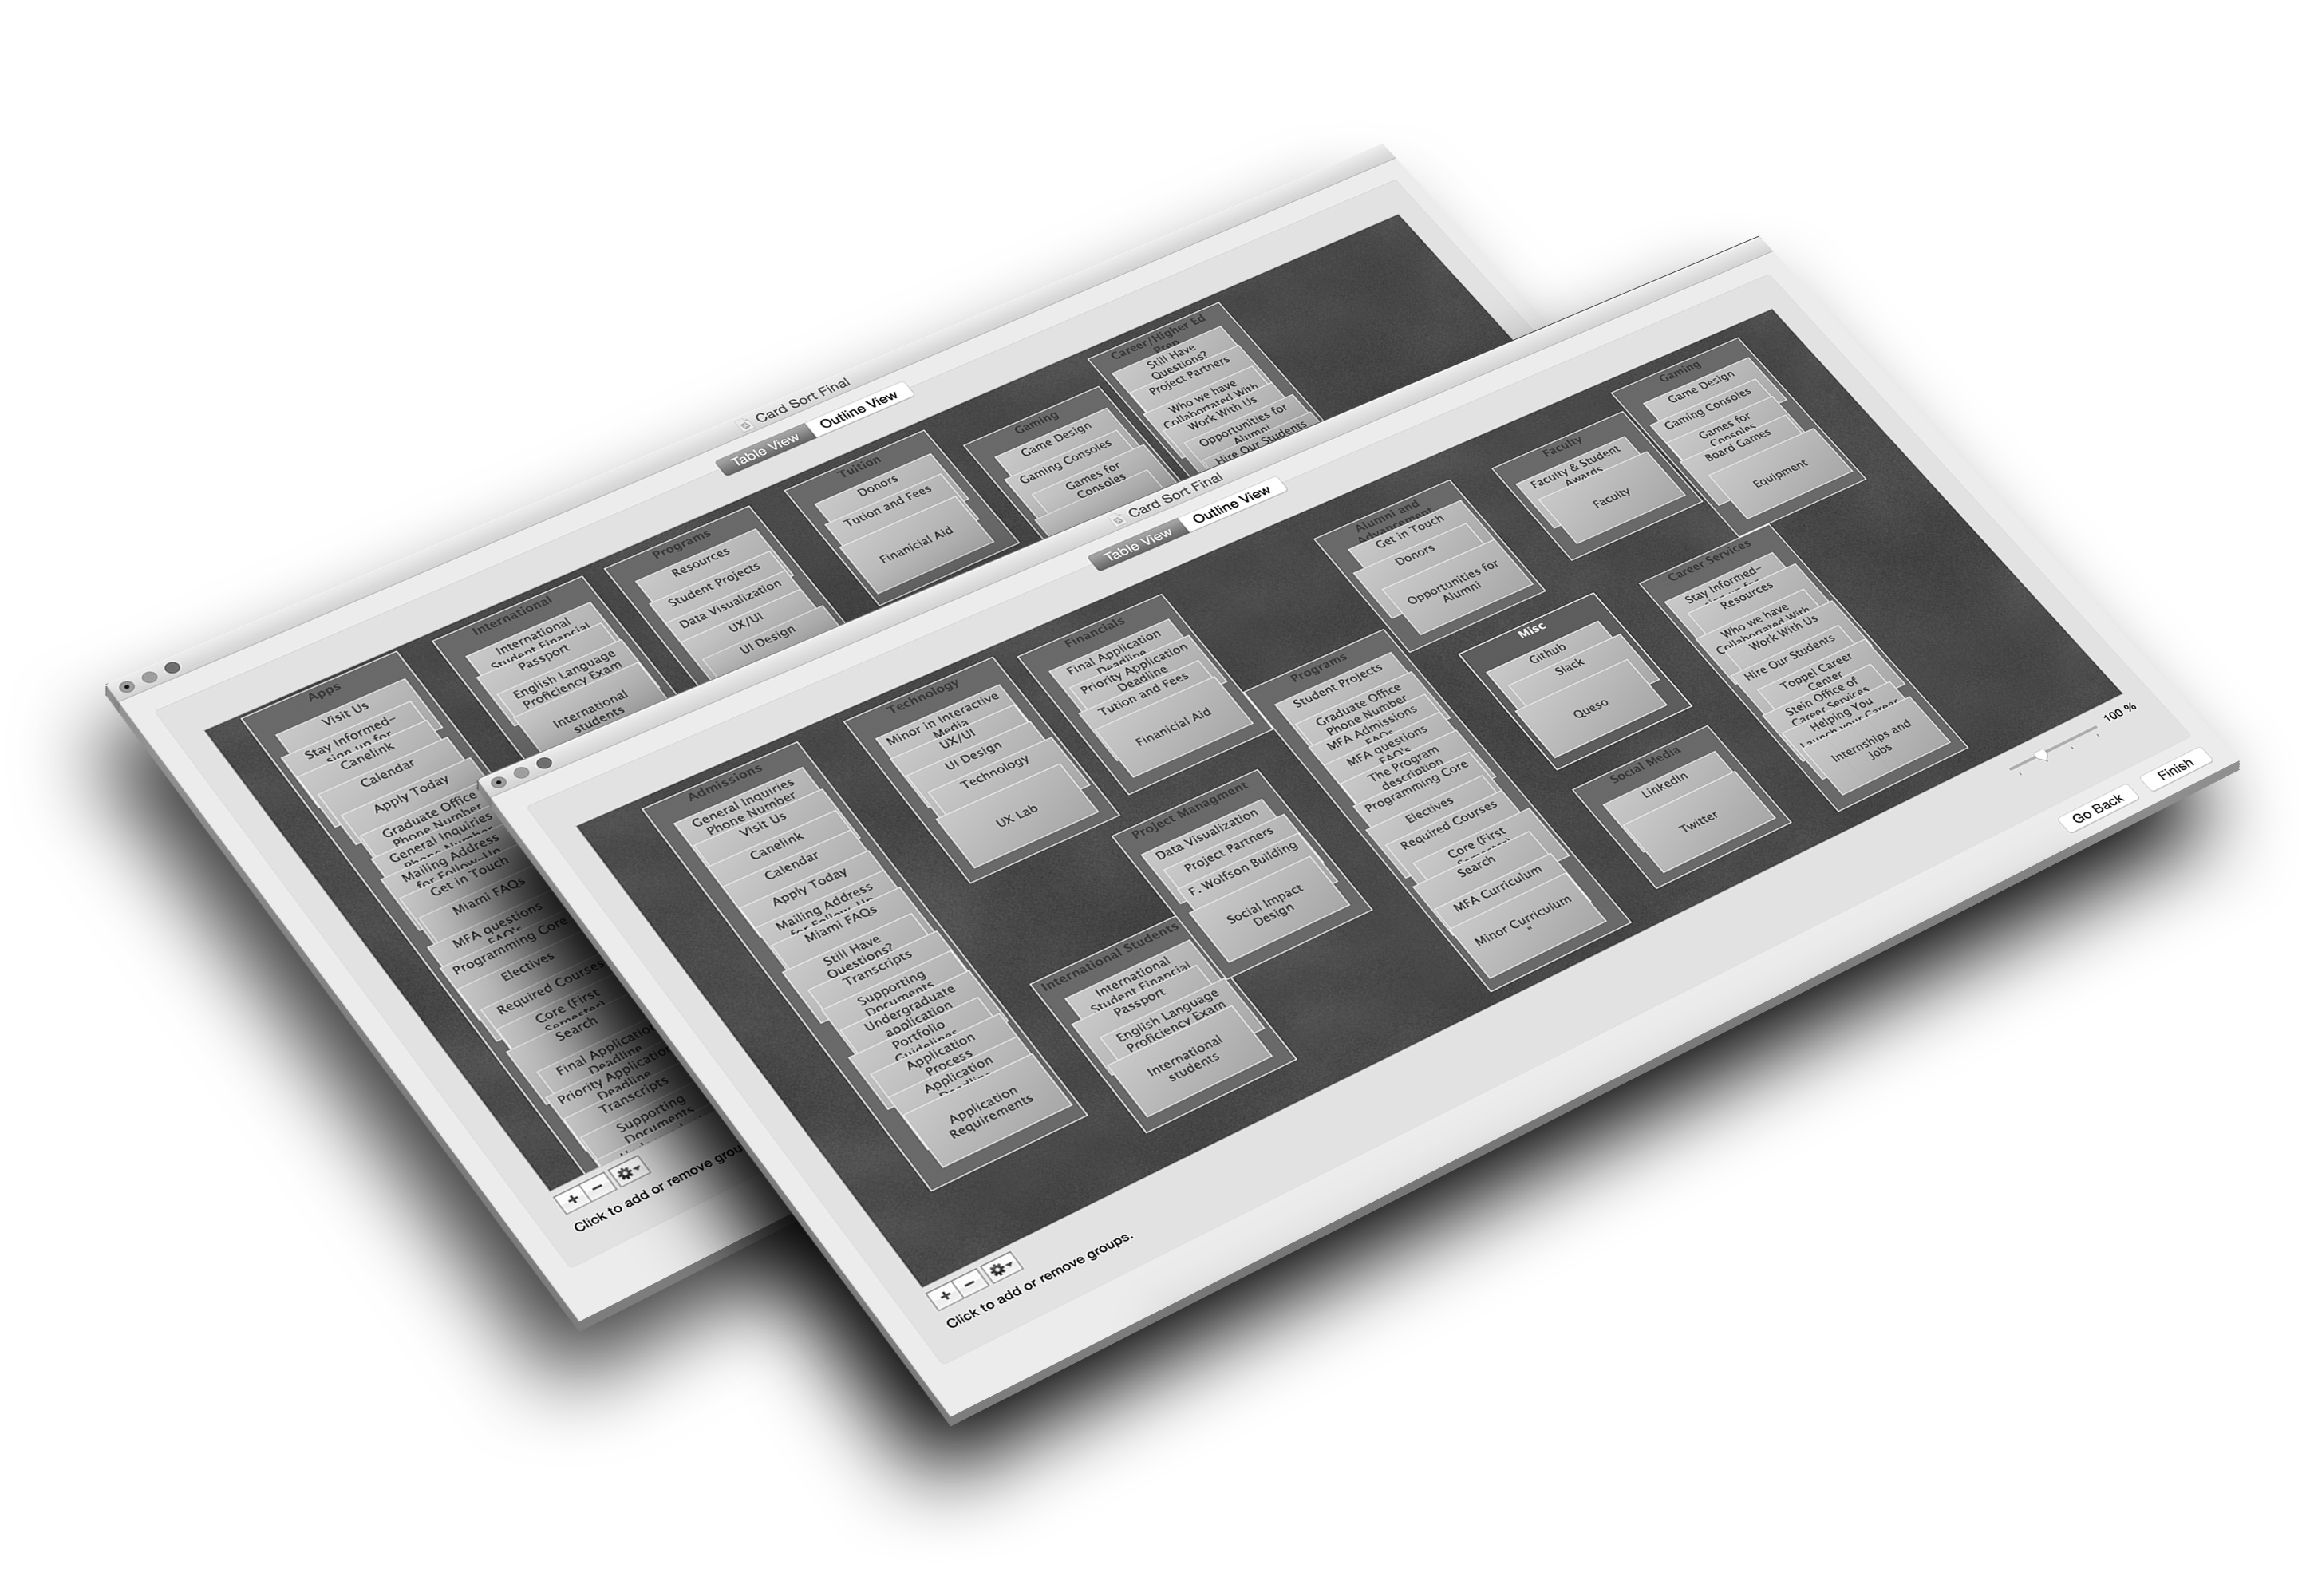 Card Sort Final
Table View
Outline View
Apps
Visit Us
Stay Informed–
sign up for
Canelink
Calendar
Apply Today
Graduate Office
Phone Number
General Inquiries
Phone Number
Mailing Address
for Follow-Up
Get in Touch
Miami FAQs
MFA questions
FAQ's
Programming Core
Electives
Required Courses
Core (First
Semester)
Search
Final Application
Deadline
Priority Application
Deadline
Transcripts
Supporting
Documents
International
International
Student Financial
Passport
English Language
Proficiency Exam
International
students
Programs
Resources
Student Projects
Data Visualization
UX/UI
UI Design
Tuition
Donors
Tution and Fees
Finanicial Aid
Gaming
Game Design
Gaming Consoles
Games for
Consoles
Career/Higher Ed
Prep
Still Have
Questions?
Project Partners
Who we have
Collabortated With
Work With Us
Opportunities for
Alumni
Hire Our Students
+
−
Click to add or remove grou
Card Sort Final
Table View
Outline View
Admissions
General Inquiries
Phone Number
Visit Us
Canelink
Calendar
Apply Today
Mailing Address
for Follow-Up
Miami FAQs
Still Have
Questions?
Transcripts
Supporting
Documents
Undergraduate
application
Portfolio
Guidelines
Application
Process
Application
Deadline
Application
Requirements
Technology
Minor in Interactive
Media
UX/UI
UI Design
Technology
UX Lab
Financials
Final Application
Deadline
Priority Application
Deadline
Tution and Fees
Finanicial Aid
Project Managment
Data Visualization
Project Partners
F. Wolfson Building
Social Impact
Design
International Students
International
Student Financial
Passport
English Language
Proficiency Exam
International
students
Programs
Student Projects
Graduate Office
Phone Number
MFA Admissions
FAQs
MFA questions
FAQ's
The Program
description
Programming Core
Electives
Required Courses
Core (First
Semester)
Search
MFA Curriculum
Minor Curriculum
"
Alumni and
Advancement
Get in Touch
Donors
Opportunities for
Alumni
Misc
Github
Slack
Queso
Social Media
LinkedIn
Twitter
Faculty
Faculty & Student
Awards
Faculty
Gaming
Game Design
Gaming Consoles
Games for
Consoles
Board Games
Equipment
Career Services
Stay Informed–
sign up for
Resources
Who we have
Collabortated With
Work With Us
Hire Our Students
Toppel Career
Center
Stein Office of
Career Services
Helping You
Launch your Career
Internships and
Jobs
100 %
Go Back
Finish
+
−
Click to add or remove groups.